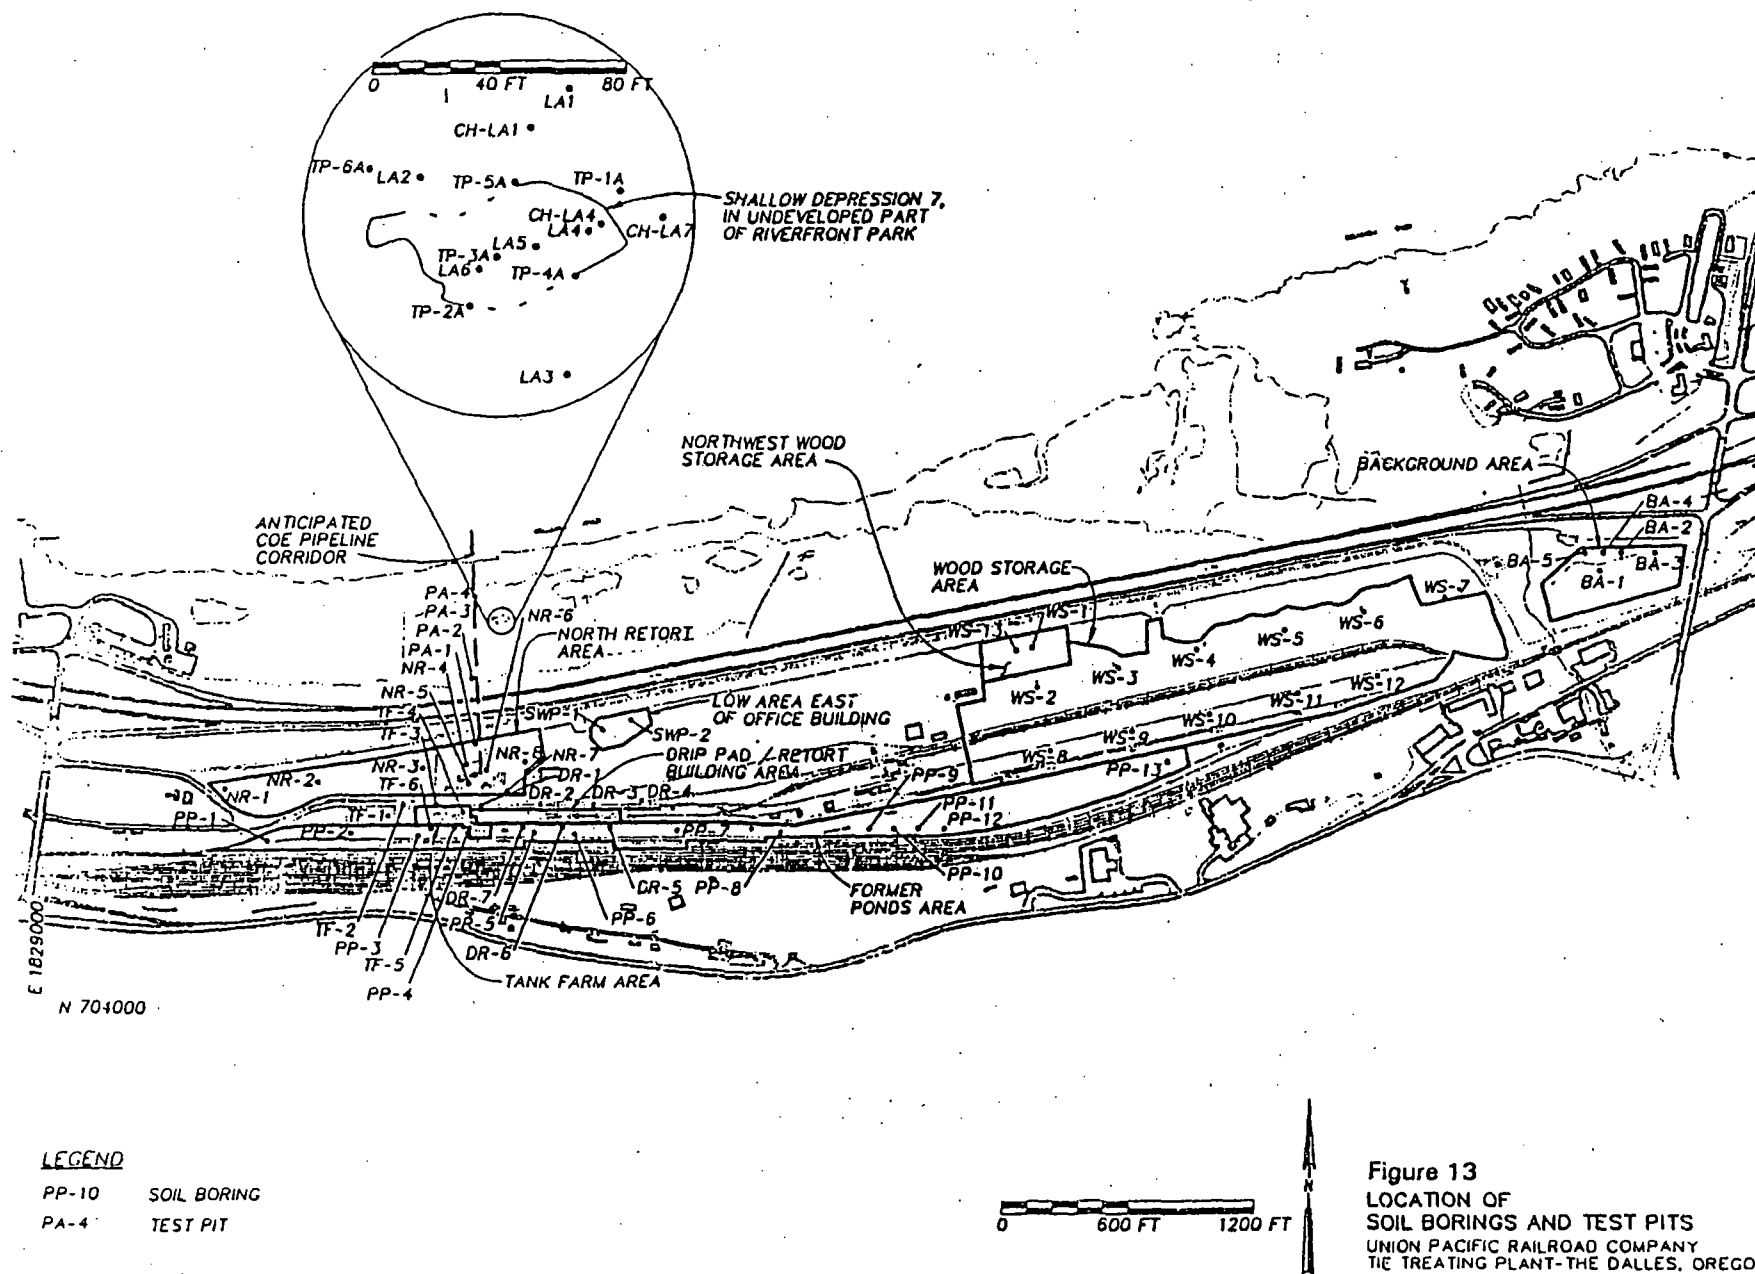 0 40 FT 80 FT
LA1
CH-LA1
TP-6A
LA2
TP-5A
TP-1A
SHALLOW DEPRESSION 7,
IN UNDEVELOPED PART
OF RIVERFRONT PARK
CH-LA4
LA4
CH-LA7
LA5
TP-3A
LA6
TP-4A
TP-2A
LA3
NORTHWEST WOOD
STORAGE AREA
BACKGROUND AREA
BA-4
BA-2
BA-5
BA-1
BA-3
ANTICIPATED
COE PIPELINE
CORRIDOR
WOOD STORAGE
AREA
WS-7
PA-4
PA-3
PA-2
PA-1
NR-4
NR-6
NORTH RETORT
AREA
WS-1
WS-13
WS-6
WS-5
WS-4
WS-3
WS-2
WS-12
WS-11
WS-10
WS-9
WS-8
NR-5
TF-4
TF-3
SWP-1
LOW AREA EAST
OF OFFICE BUILDING
SWP-2
NR-8
NR-7
DRIP PAD / RETORT
BUILDING AREA
NR-3
NR-2
TF-6
NR-1
DR-1
DR-2
DR-3
DR-4
PP-9
PP-13
PP-11
PP-12
PP-1
PP-2
TF-1
PP-7
PP-10
DR-5
PP-8
FORMER
PONDS AREA
DR-7
PP-5
PP-6
TF-2
PP-3
TF-5
DR-6
PP-4
TANK FARM AREA
E 1829000
N 704000
LEGEND
PP-10 SOIL BORING
PA-4 TEST PIT
0 600 FT 1200 FT
N
Figure 13
LOCATION OF
SOIL BORINGS AND TEST PITS
UNION PACIFIC RAILROAD COMPANY
TIE TREATING PLANT-THE DALLES, OREGO